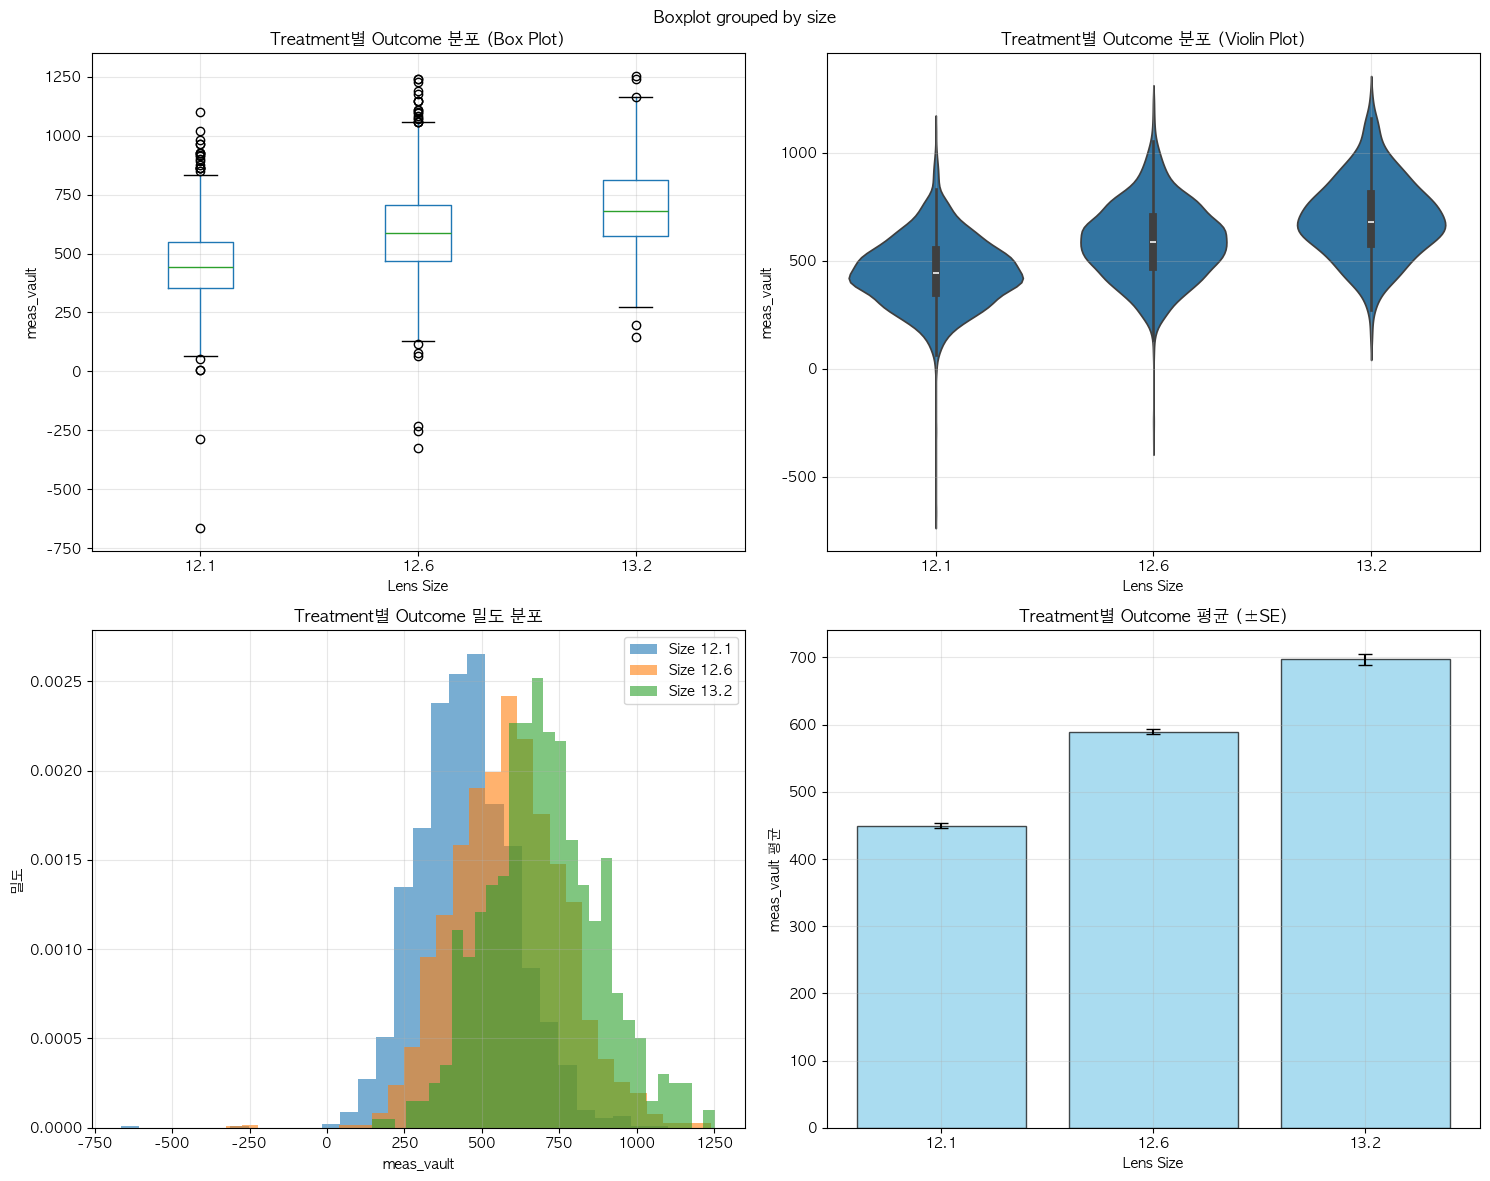 Boxplot grouped by size
Treatment별 Outcome 분포 (Box Plot)
1250
1000
750
500
250
0
-250
-500
-750
meas_vault
12.1
12.6
13.2
Lens Size
Treatment별 Outcome 분포 (Violin Plot)
1000
500
0
-500
meas_vault
12.1
12.6
13.2
Lens Size
Treatment별 Outcome 밀도 분포
Size 12.1
Size 12.6
Size 13.2
0.0025
0.0020
0.0015
0.0010
0.0005
0.0000
밀도
-750
-500
-250
0
250
500
750
1000
1250
meas_vault
Treatment별 Outcome 평균 (±SE)
700
600
500
400
300
200
100
0
meas_vault 평균
12.1
12.6
13.2
Lens Size